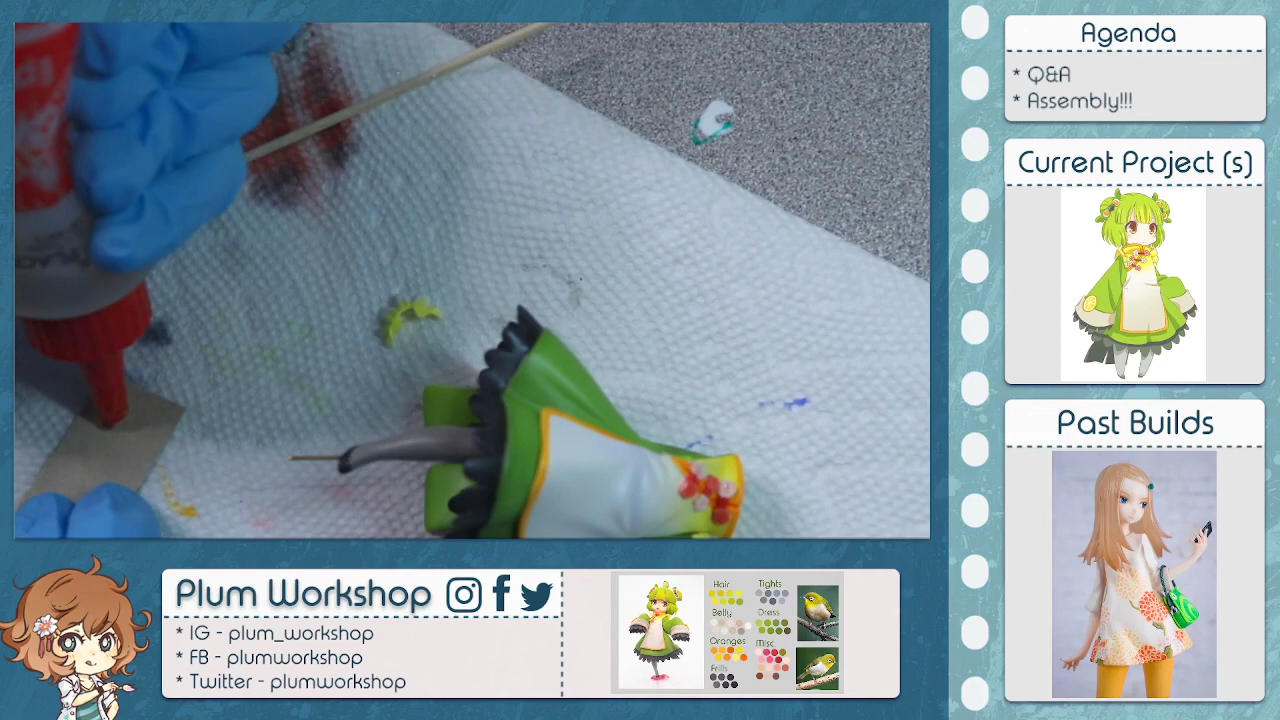 Agenda
* Q&A
* Assembly!!!
Current Project (s)
Past Builds
Plum Workshop
* IG - plum_workshop
* FB - plumworkshop
* Twitter - plumworkshop
Hair
Tights
Belly
Dress
Oranges
Misc.
Frills